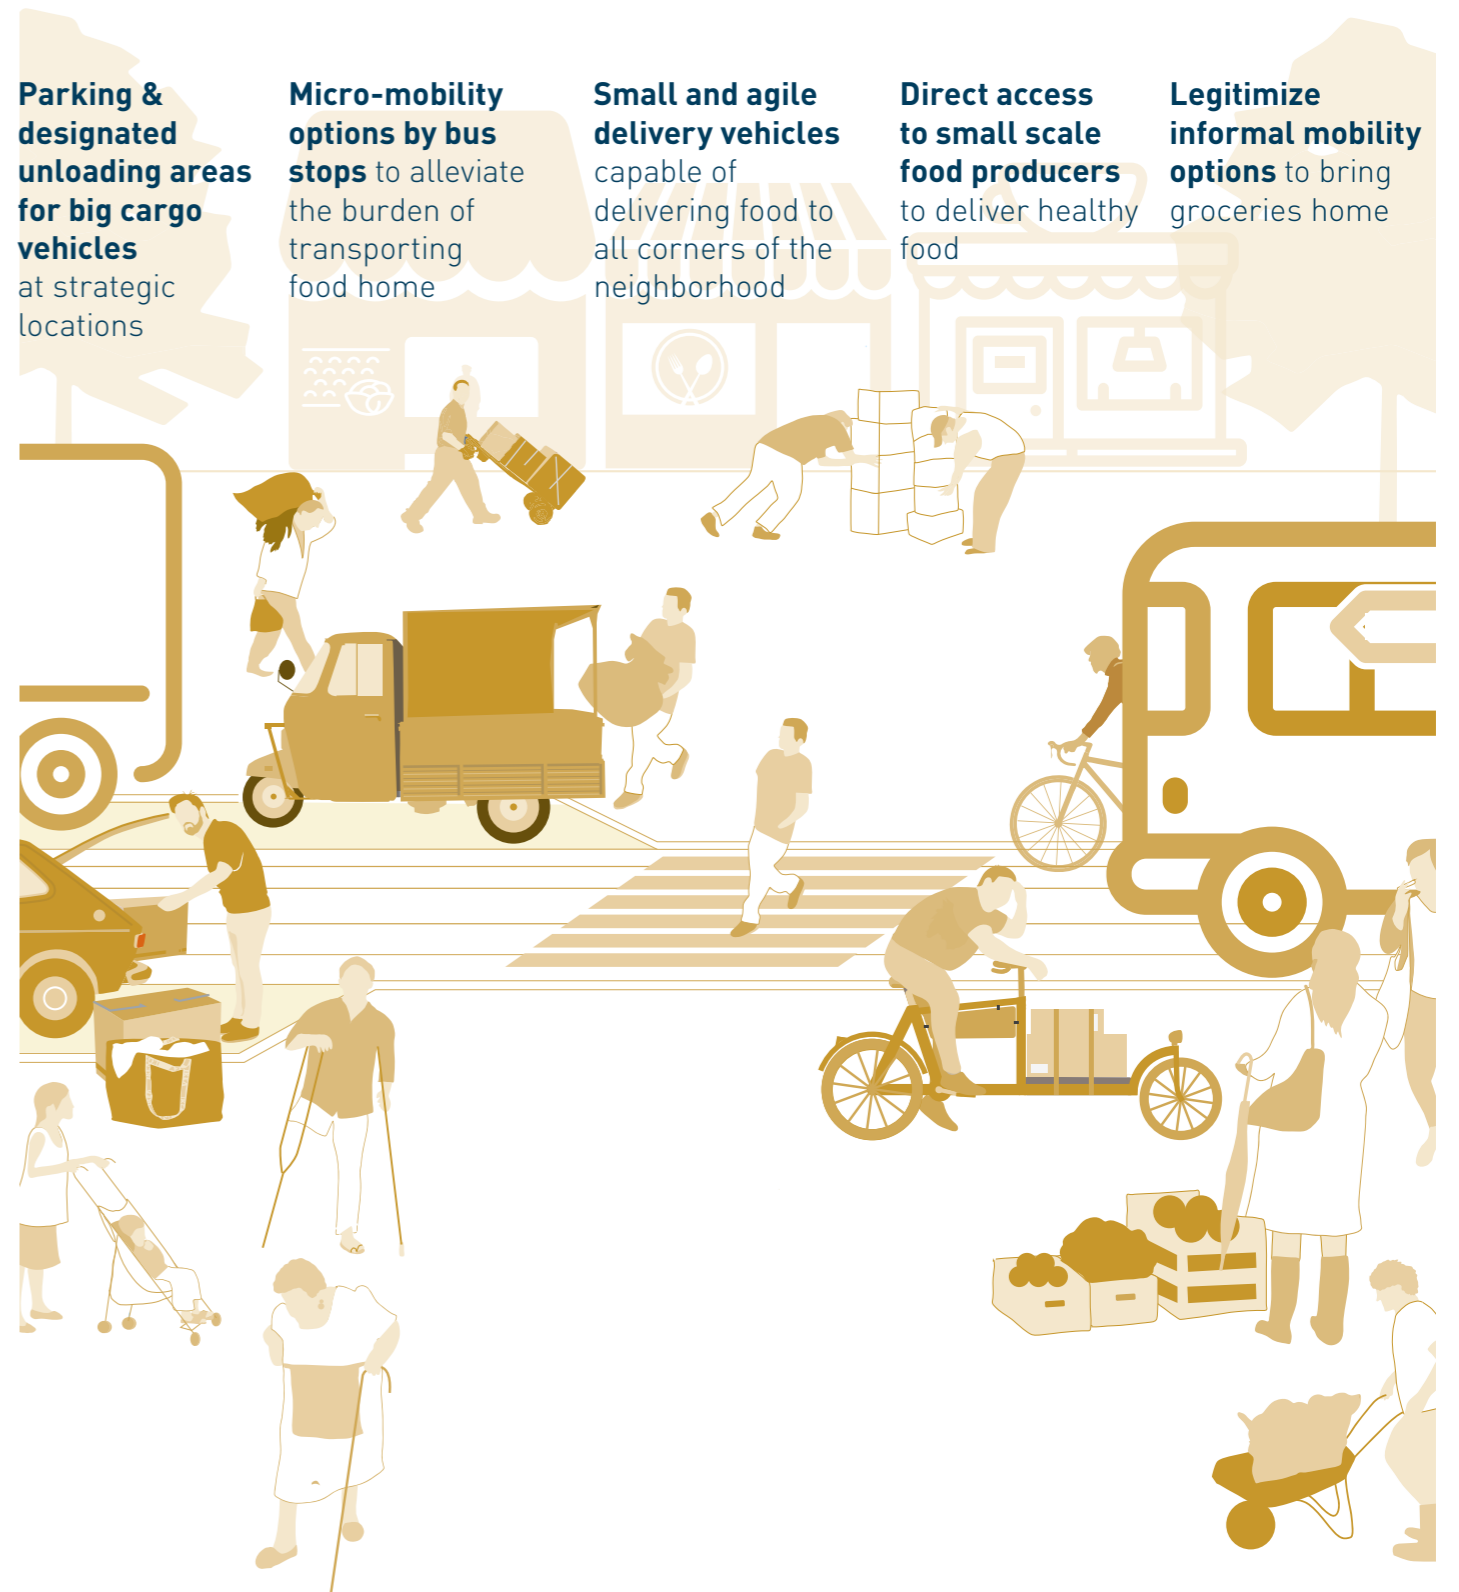 Parking &
designated
unloading areas
for big cargo
vehicles
at strategic
locations
Micro-mobility
options by bus
stops to alleviate
the burden of
transporting
food home
Small and agile
delivery vehicles
capable of
delivering food to
all corners of the
neighborhood
Direct access
to small scale
food producers
to deliver healthy
food
Legitimize
informal mobility
options to bring
groceries home